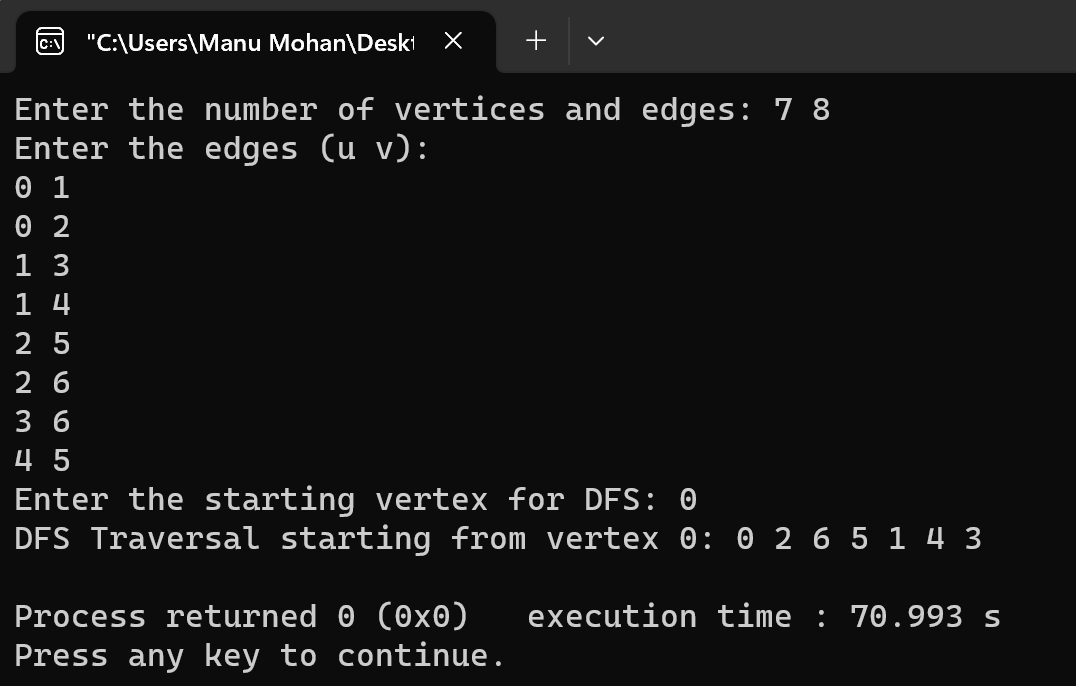 "C:\Users\Manu Mohan\Deskt
Enter the number of vertices and edges: 7 8
Enter the edges (u v):
0 1
0 2
1 3
1 4
2 5
2 6
3 6
4 5
Enter the starting vertex for DFS: 0
DFS Traversal starting from vertex 0: 0 2 6 5 1 4 3
Process returned 0 (0x0)   execution time : 70.993 s
Press any key to continue.